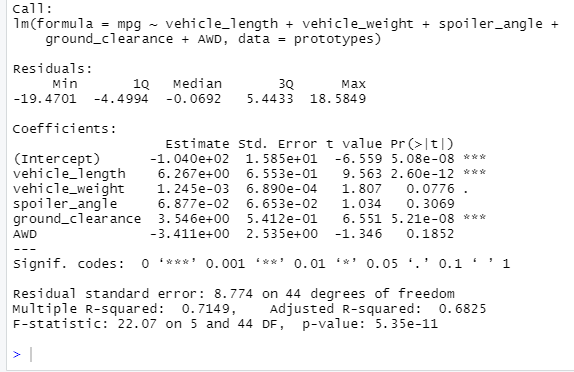 Call:
lm(formula = mpg ~ vehicle_length + vehicle_weight + spoiler_angle +
    ground_clearance + AWD, data = prototypes)

Residuals:
     Min       1Q   Median       3Q      Max
-19.4701  -4.4994  -0.0692   5.4433  18.5849

Coefficients:
                   Estimate Std. Error t value Pr(>|t|)
(Intercept)      -1.040e+02  1.585e+01  -6.559 5.08e-08 ***
vehicle_length    6.267e+00  6.553e-01   9.563 2.60e-12 ***
vehicle_weight    1.245e-03  6.890e-04   1.807   0.0776 .
spoiler_angle     6.877e-02  6.653e-02   1.034   0.3069
ground_clearance  3.546e+00  5.412e-01   6.551 5.21e-08 ***
AWD              -3.411e+00  2.535e+00  -1.346   0.1852
---
Signif. codes:  0 ‘***’ 0.001 ‘**’ 0.01 ‘*’ 0.05 ‘.’ 0.1 ‘ ’ 1

Residual standard error: 8.774 on 44 degrees of freedom
Multiple R-squared:  0.7149,    Adjusted R-squared:  0.6825
F-statistic: 22.07 on 5 and 44 DF,  p-value: 5.35e-11

>